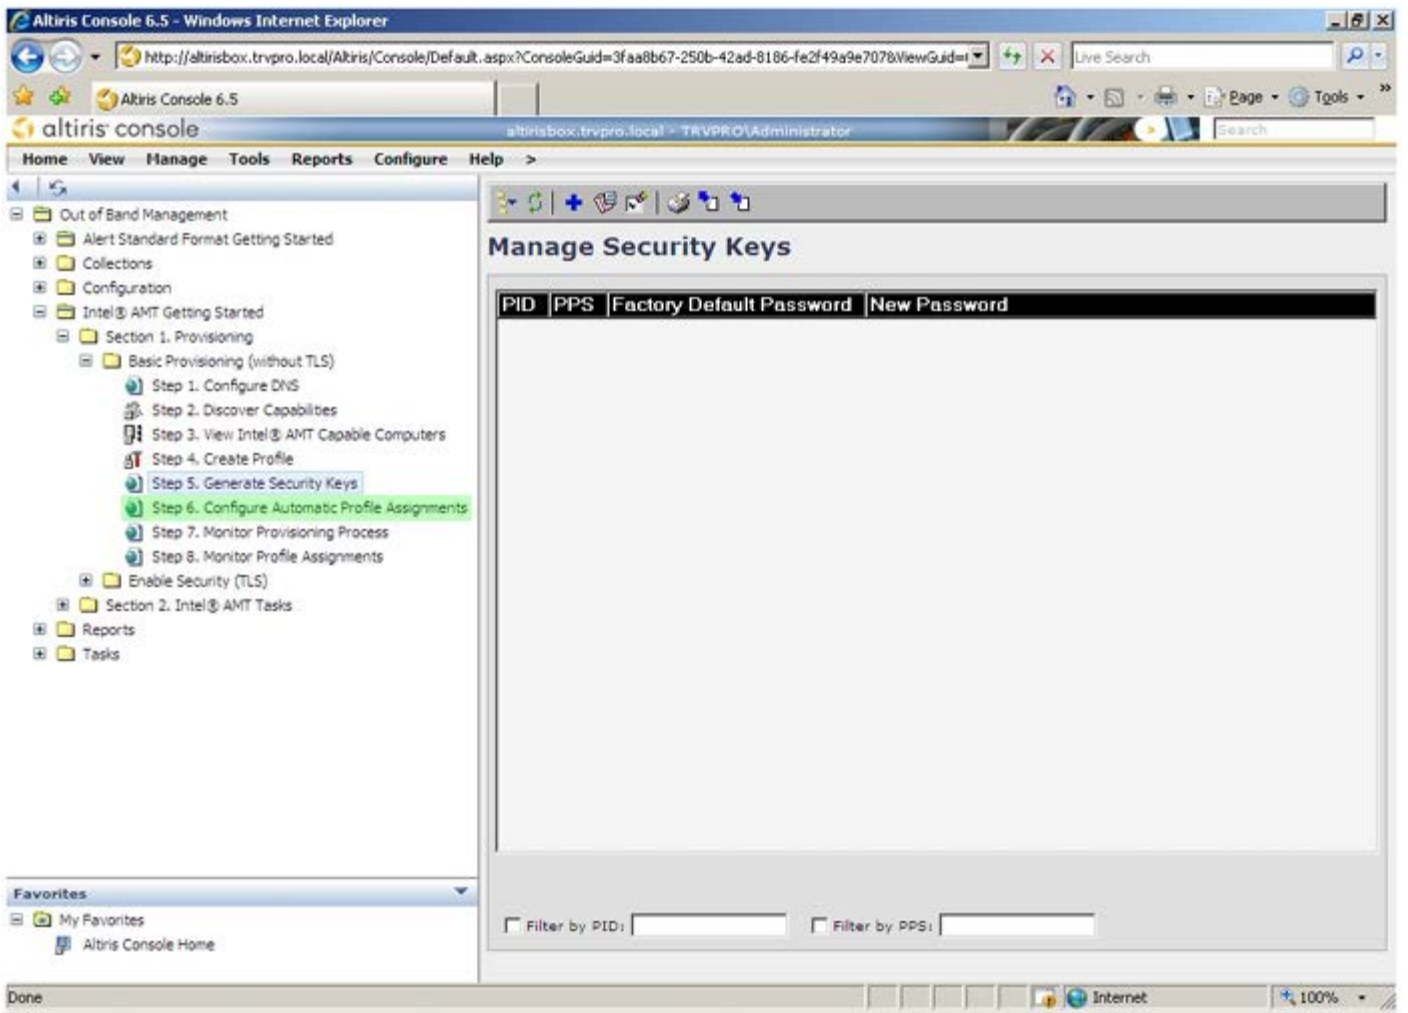 Altiris Console 6.5 - Windows Internet Explorer
http://altirisbox.trvpro.local/Altiris/Console/Default.aspx?ConsoleGuid=3faa8b67-250b-42ad-8186-fe2f49a9e707&ViewGuid=
Live Search
Altiris Console 6.5
Page
Tools
altiris console
altirisbox.trvpro.local - TRVPRO\Administrator
Search
Home View Manage Tools Reports Configure Help >
Out of Band Management
Alert Standard Format Getting Started
Collections
Configuration
Intel® AMT Getting Started
Section 1. Provisioning
Basic Provisioning (without TLS)
Step 1. Configure DNS
Step 2. Discover Capabilities
Step 3. View Intel® AMT Capable Computers
Step 4. Create Profile
Step 5. Generate Security Keys
Step 6. Configure Automatic Profile Assignments
Step 7. Monitor Provisioning Process
Step 8. Monitor Profile Assignments
Enable Security (TLS)
Section 2. Intel® AMT Tasks
Reports
Tasks
Manage Security Keys
PID PPS Factory Default Password New Password
Filter by PID:
Filter by PPS:
Favorites
My Favorites
Altiris Console Home
Done
Internet
100%